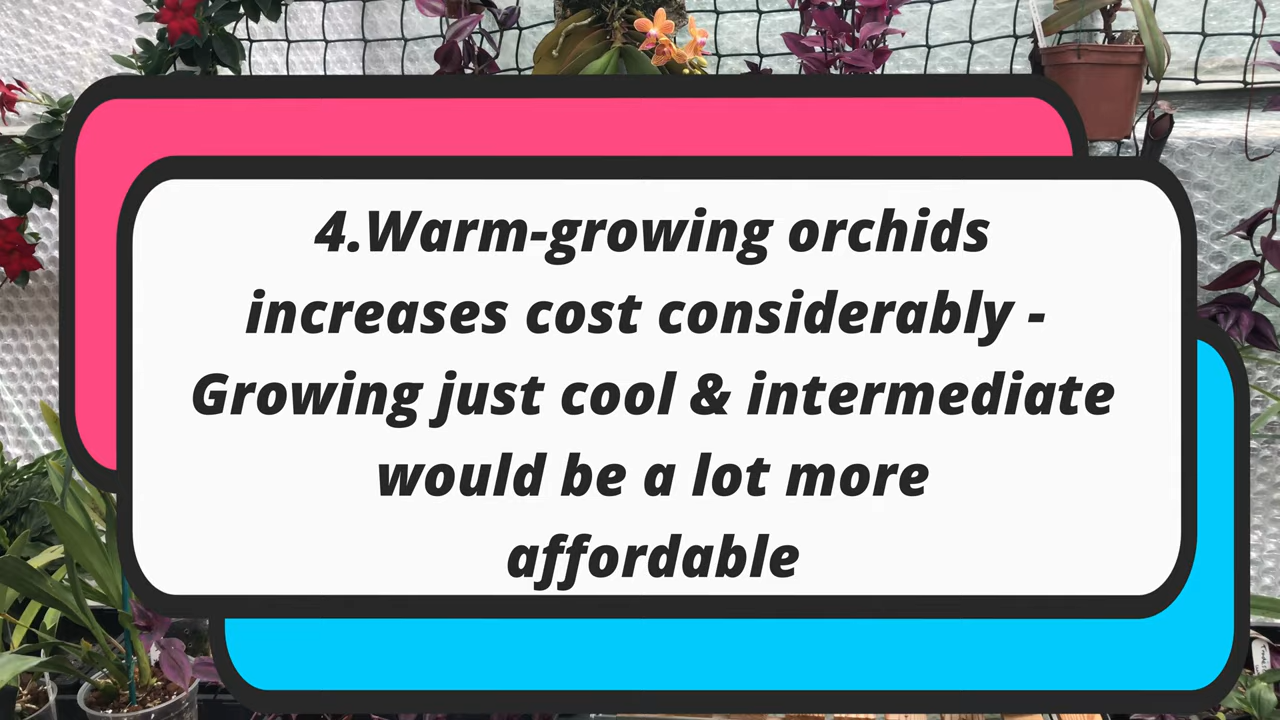 4.Warm-growing orchids
increases cost considerably -
Growing just cool & intermediate
would be a lot more
affordable